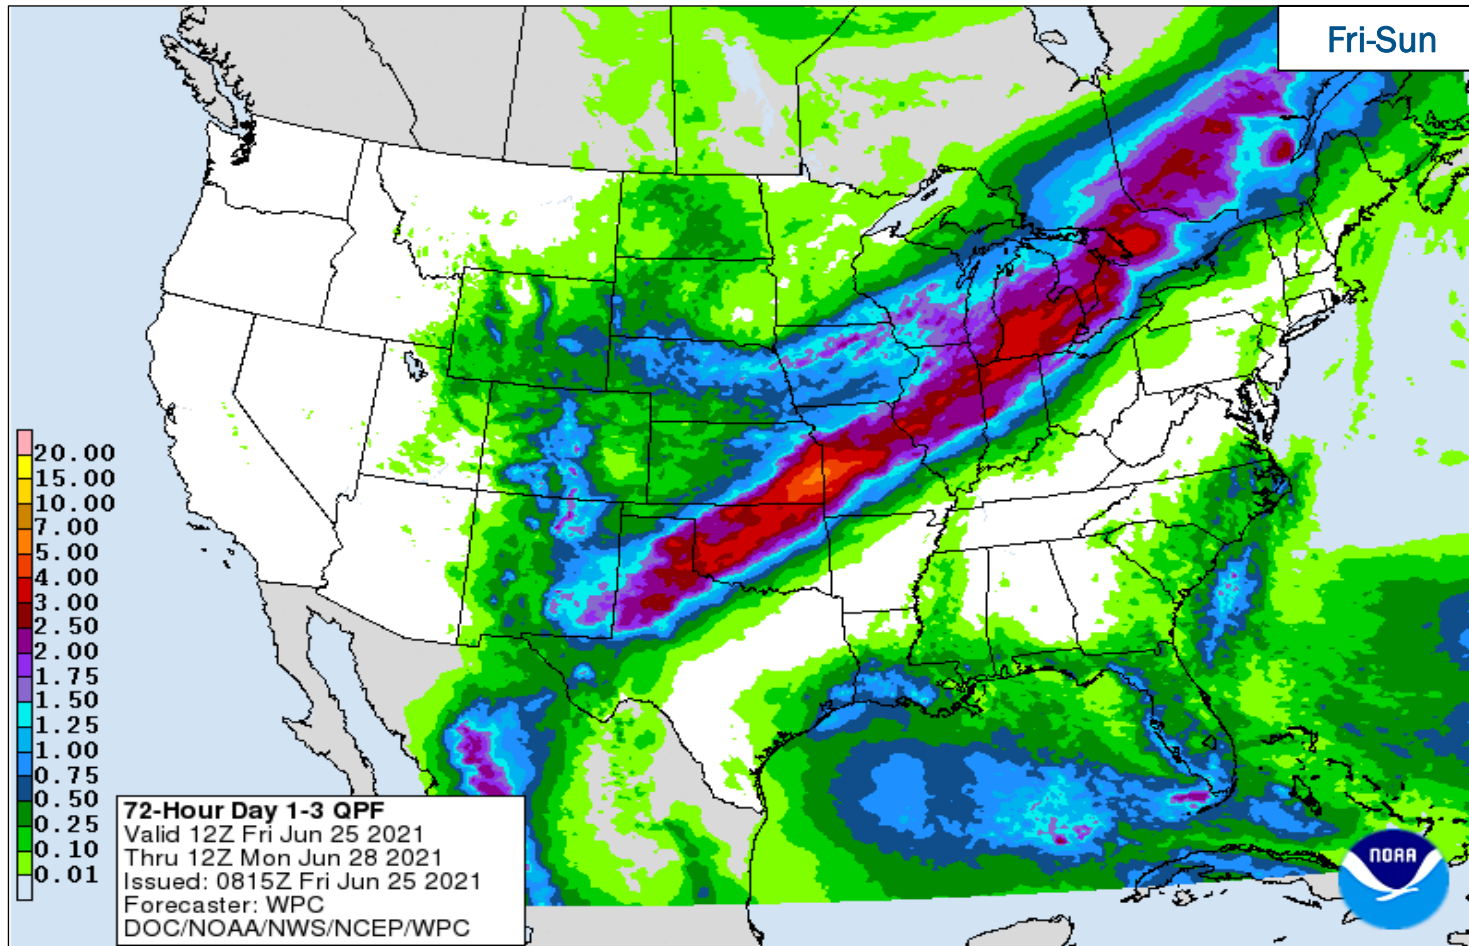 Fri-Sun
20.00
15.00
10.00
7.00
5.00
4.00
3.00
2.50
2.00
1.75
1.50
1.25
1.00
0.75
0.50
0.25
0.10
0.01
72-Hour Day 1-3 QPF
Valid 12Z Fri Jun 25 2021
Thru 12Z Mon Jun 28 2021
Issued: 0815Z Fri Jun 25 2021
Forecaster: WPC
DOC/NOAA/NWS/NCEP/WPC
NOAA